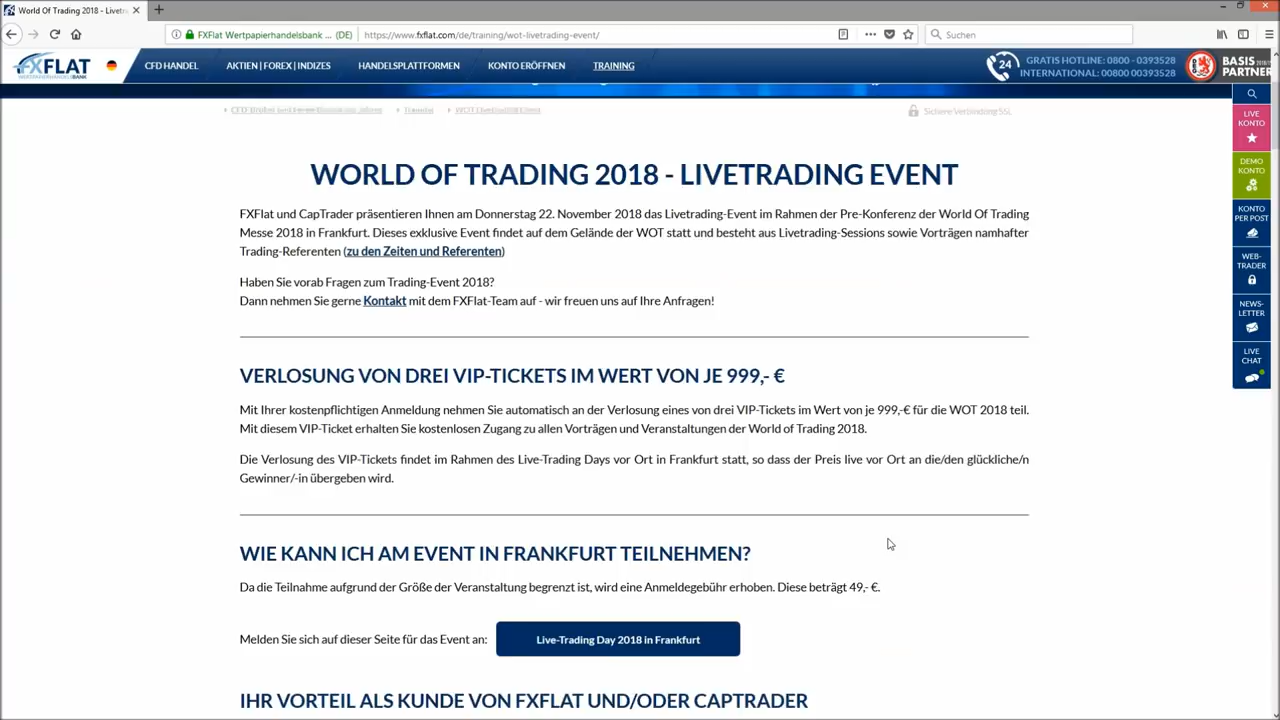 World Of Trading 2018 - Livetr
FXFlat Wertpapierhandelsbank ... (DE)
https://www.fxflat.com/de/training/wot-livetrading-event/
Suchen
FXFLAT
WERTPAPIERHANDELSBANK
CFD HANDEL
AKTIEN | FOREX | INDIZES
HANDELSPLATTFORMEN
KONTO ERÖFFNEN
TRAINING
24
GRATIS HOTLINE: 0800 - 0393528
INTERNATIONAL: 00800 00393528
BASIS
PARTNER
Training
WOT Livetrading Event
Sichere Verbindung SSL
LIVE
KONTO
DEMO
KONTO
KONTO
PER POST
WEB-
TRADER
NEWS-
LETTER
LIVE
CHAT
WORLD OF TRADING 2018 - LIVETRADING EVENT
FXFlat und CapTrader präsentieren Ihnen am Donnerstag 22. November 2018 das Livetrading-Event im Rahmen der Pre-Konferenz der World Of Trading
Messe 2018 in Frankfurt. Dieses exklusive Event findet auf dem Gelände der WOT statt und besteht aus Livetrading-Sessions sowie Vorträgen namhafter
Trading-Referenten (zu den Zeiten und Referenten)
Haben Sie vorab Fragen zum Trading-Event 2018?
Dann nehmen Sie gerne Kontakt mit dem FXFlat-Team auf - wir freuen uns auf Ihre Anfragen!
VERLOSUNG VON DREI VIP-TICKETS IM WERT VON JE 999,- €
Mit Ihrer kostenpflichtigen Anmeldung nehmen Sie automatisch an der Verlosung eines von drei VIP-Tickets im Wert von je 999,-€ für die WOT 2018 teil.
Mit diesem VIP-Ticket erhalten Sie kostenlosen Zugang zu allen Vorträgen und Veranstaltungen der World of Trading 2018.
Die Verlosung des VIP-Tickets findet im Rahmen des Live-Trading Days vor Ort in Frankfurt statt, so dass der Preis live vor Ort an die/den glückliche/n
Gewinner/-in übergeben wird.
WIE KANN ICH AM EVENT IN FRANKFURT TEILNEHMEN?
Da die Teilnahme aufgrund der Größe der Veranstaltung begrenzt ist, wird eine Anmeldegebühr erhoben. Diese beträgt 49,- €.
Melden Sie sich auf dieser Seite für das Event an:
Live-Trading Day 2018 in Frankfurt
IHR VORTEIL ALS KUNDE VON FXFLAT UND/ODER CAPTRADER